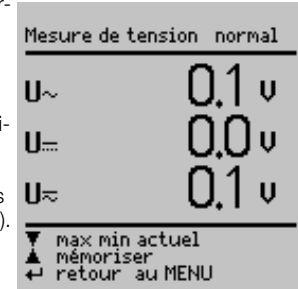 r-
Mesure de tension normal
U~ 0.1 V
i-
U⎓ 0.0 V
s
U≂ 0.1 V
).
▼ max min actuel
▲ mémoriser
↵ retour au MENU